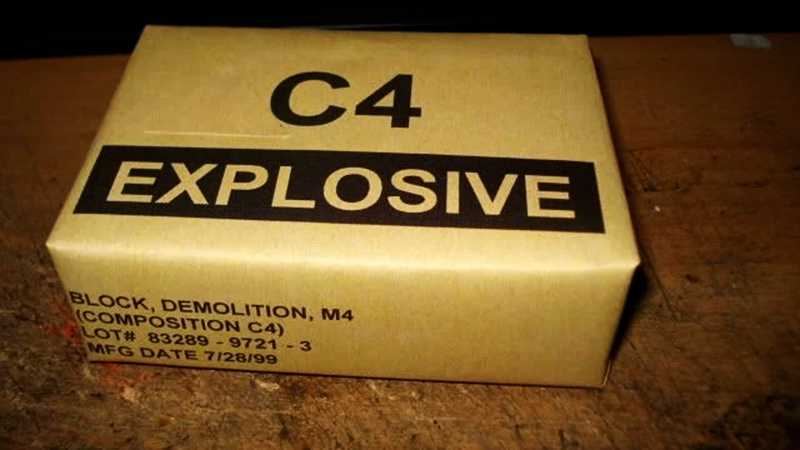 C4
EXPLOSIVE
BLOCK, DEMOLITION, M4
(COMPOSITION C4)
LOT# 83289 - 9721 - 3
MFG DATE 7/28/99